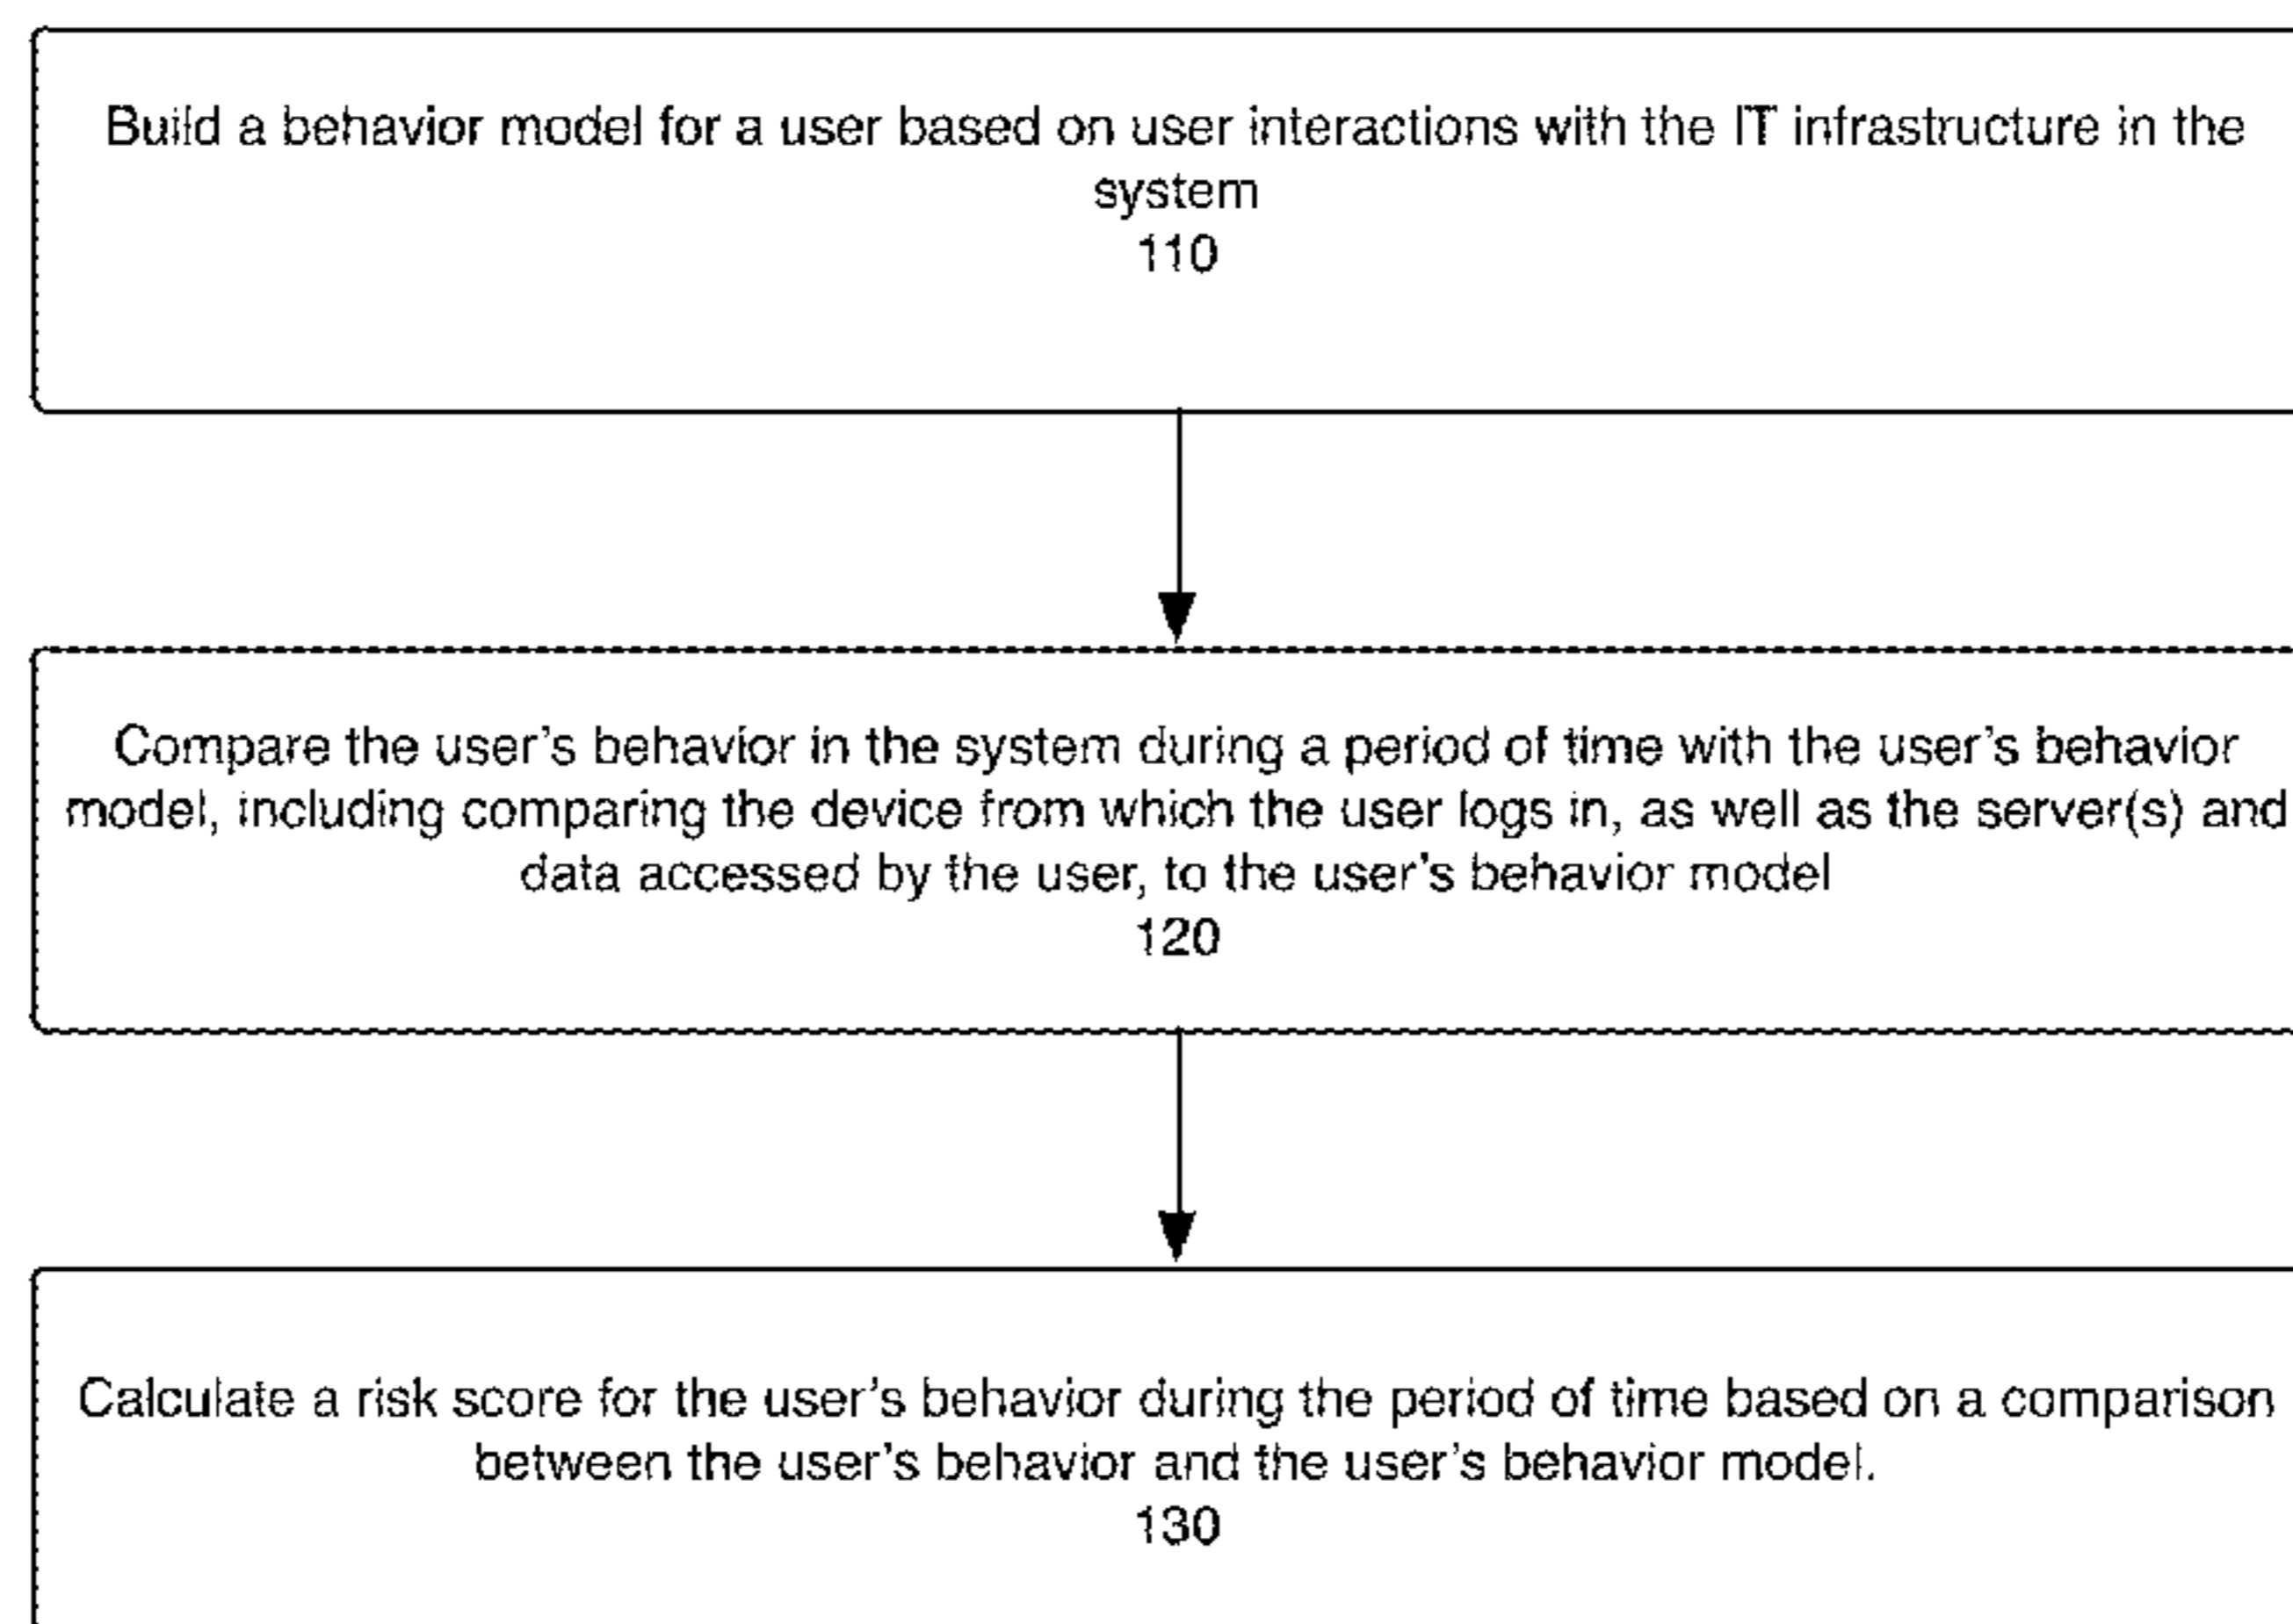 Build a behavior model for a user based on user interactions with the IT infrastructure in the
system
110
Compare the user's behavior in the system during a period of time with the user's behavior
model, including comparing the device from which the user logs in, as well as the server(s) and
data accessed by the user, to the user's behavior model
120
Calculate a risk score for the user's behavior during the period of time based on a comparison
between the user's behavior and the user's behavior model.
130